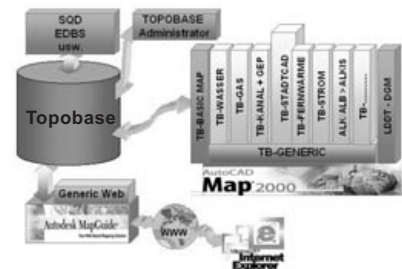 SQD
EDBS
usw.
TOPOBASE
Administrator
Topobase
TB-BASIC MAP
TB-WASSER
TB-GAS
TB-KANAL + GEP
TB-STADTCAD
TB-FERNWÄRME
TB-STROM
ALK/ALB > ALKIS
TB-..........
LDDT - DGM
TB-GENERIC
AutoCAD
Map 2000
Generic Web
Autodesk MapGuide
WWW
Internet
Explorer